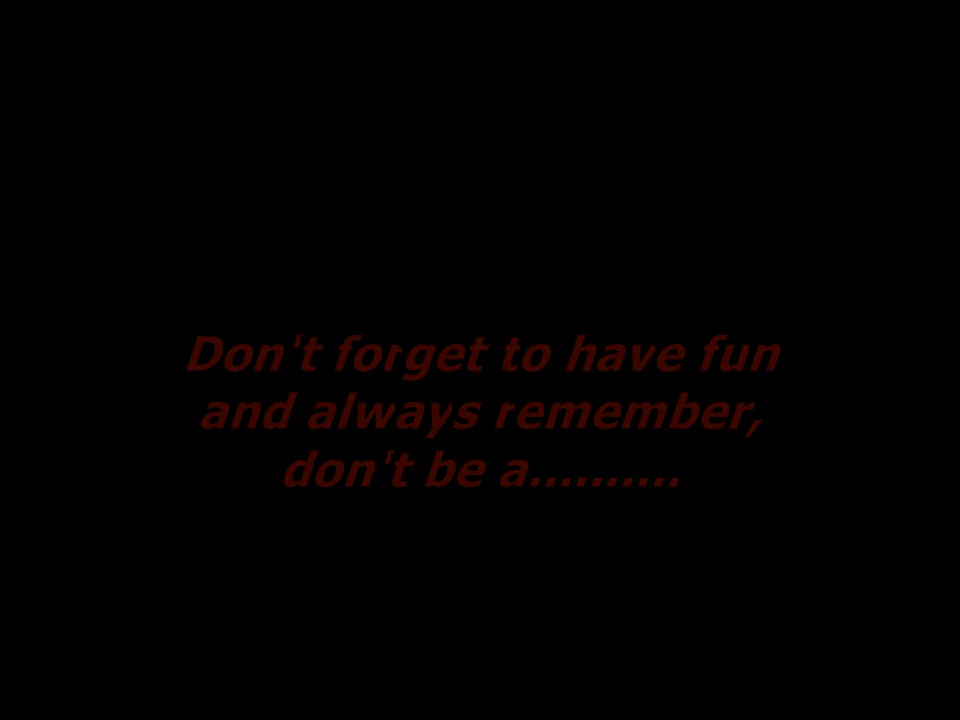 Don't forget to have fun
and always remember,
don't be a..........